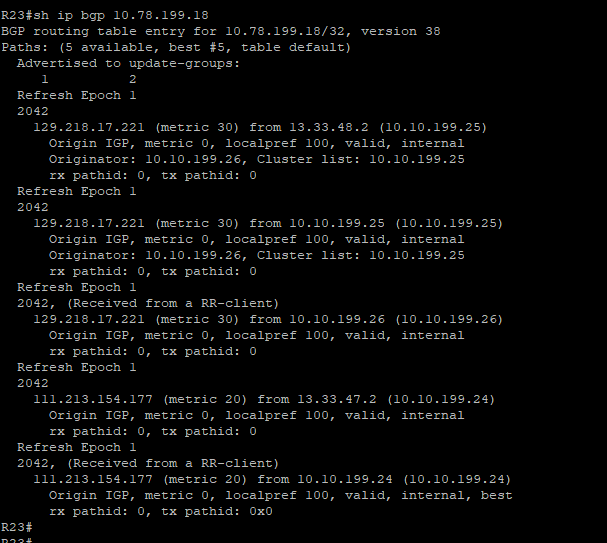 R23#sh ip bgp 10.78.199.18
BGP routing table entry for 10.78.199.18/32, version 38
Paths: (5 available, best #5, table default)
  Advertised to update-groups:
     1          2
  Refresh Epoch 1
  2042
    129.218.17.221 (metric 30) from 13.33.48.2 (10.10.199.25)
      Origin IGP, metric 0, localpref 100, valid, internal
      Originator: 10.10.199.26, Cluster list: 10.10.199.25
      rx pathid: 0, tx pathid: 0
  Refresh Epoch 1
  2042
    129.218.17.221 (metric 30) from 10.10.199.25 (10.10.199.25)
      Origin IGP, metric 0, localpref 100, valid, internal
      Originator: 10.10.199.26, Cluster list: 10.10.199.25
      rx pathid: 0, tx pathid: 0
  Refresh Epoch 1
  2042, (Received from a RR-client)
    129.218.17.221 (metric 30) from 10.10.199.26 (10.10.199.26)
      Origin IGP, metric 0, localpref 100, valid, internal
      rx pathid: 0, tx pathid: 0
  Refresh Epoch 1
  2042
    111.213.154.177 (metric 20) from 13.33.47.2 (10.10.199.24)
      Origin IGP, metric 0, localpref 100, valid, internal
      rx pathid: 0, tx pathid: 0
  Refresh Epoch 1
  2042, (Received from a RR-client)
    111.213.154.177 (metric 20) from 10.10.199.24 (10.10.199.24)
      Origin IGP, metric 0, localpref 100, valid, internal, best
      rx pathid: 0, tx pathid: 0x0
R23#
R23#